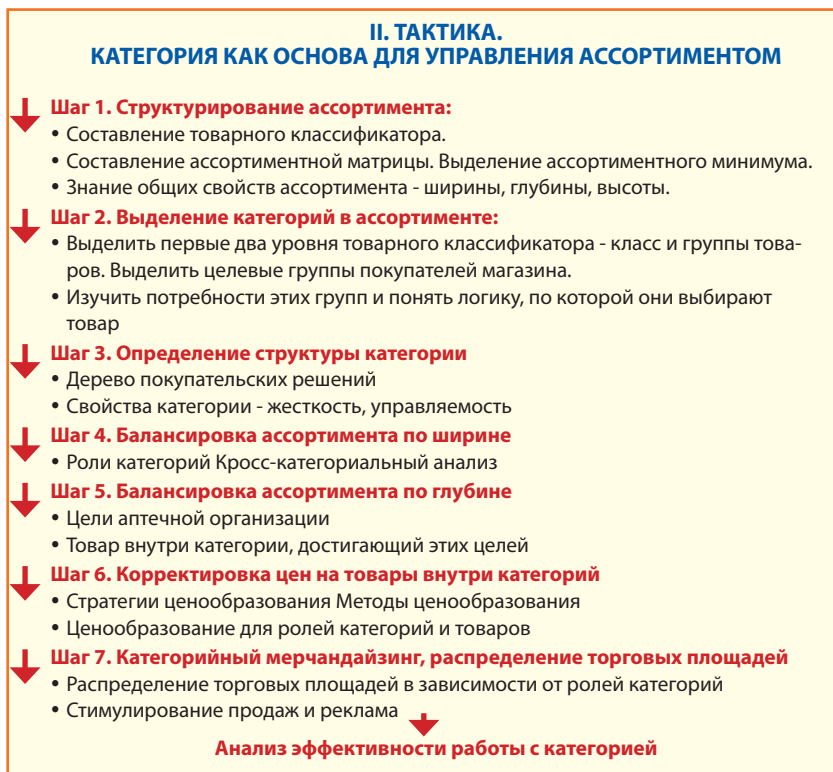 II. ТАКТИКА.
КАТЕГОРИЯ КАК ОСНОВА ДЛЯ УПРАВЛЕНИЯ АССОРТИМЕНТОМ
Шаг 1. Структурирование ассортимента:
• Составление товарного классификатора.
• Составление ассортиментной матрицы. Выделение ассортиментного минимума.
• Знание общих свойств ассортимента - ширины, глубины, высоты.
Шаг 2. Выделение категорий в ассортименте:
• Выделить первые два уровня товарного классификатора - класс и группы това-
ров. Выделить целевые группы покупателей магазина.
• Изучить потребности этих групп и понять логику, по которой они выбирают
товар
Шаг 3. Определение структуры категории
• Дерево покупательских решений
• Свойства категории - жесткость, управляемость
Шаг 4. Балансировка ассортимента по ширине
• Роли категорий Кросс-категориальный анализ
Шаг 5. Балансировка ассортимента по глубине
• Цели аптечной организации
• Товар внутри категории, достигающий этих целей
Шаг 6. Корректировка цен на товары внутри категорий
• Стратегии ценообразования Методы ценообразования
• Ценообразование для ролей категорий и товаров
Шаг 7. Категорийный мерчандайзинг, распределение торговых площадей
• Распределение торговых площадей в зависимости от ролей категорий
• Стимулирование продаж и реклама
Анализ эффективности работы с категорией